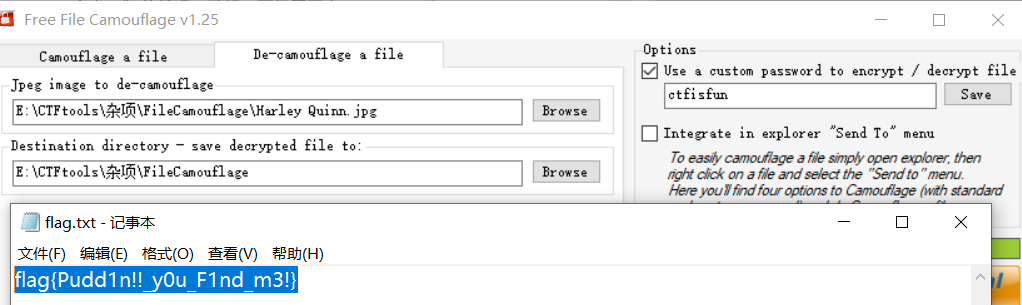 Free File Camouflage v1.25
Camouflage a file
De-camouflage a file
Jpeg image to de-camouflage
E:\CTFtools\杂项\FileCamouflage\Harley Quinn.jpg
Browse
Destination directory - save decrypted file to:
E:\CTFtools\杂项\FileCamouflage
Browse
Options
Use a custom password to encrypt / decrypt file
ctfisfun
Save
Integrate in explorer "Send To" menu
To easily camouflage a file simply open explorer, then
right click on a file and select the "Send to" menu.
Here you'll find four options to Camouflage (with standard
flag.txt - 记事本
文件(F) 编辑(E) 格式(O) 查看(V) 帮助(H)
flag{Pudd1n!!_y0u_F1nd_m3!}